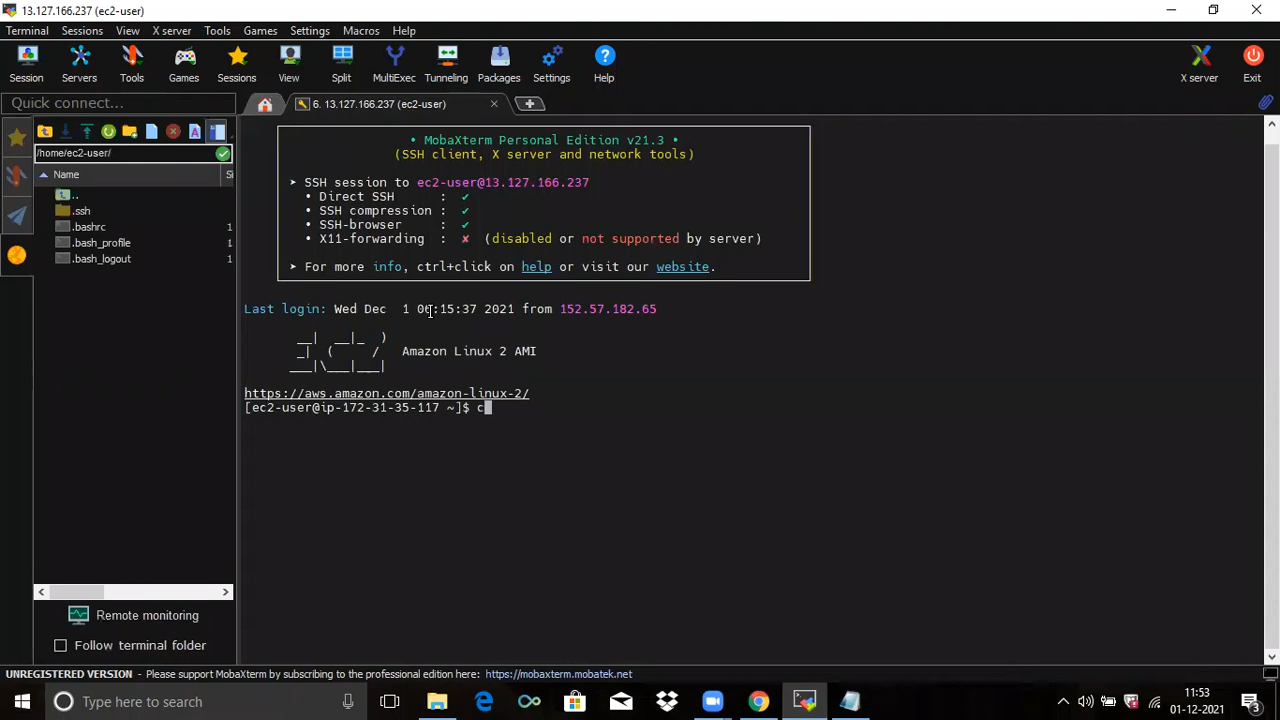 13.127.166.237 (ec2-user)
Terminal Sessions View X server Tools Games Settings Macros Help
Session Servers Tools Games Sessions View Split MultiExec Tunneling Packages Settings Help X server Exit
Quick connect...
6. 13.127.166.237 (ec2-user)
/home/ec2-user/
Name Si
..
.ssh
.bashrc 1
.bash_profile 1
.bash_logout 1
• MobaXterm Personal Edition v21.3 •
(SSH client, X server and network tools)
➤ SSH session to ec2-user@13.127.166.237
• Direct SSH : ✔
• SSH compression : ✔
• SSH-browser : ✔
• X11-forwarding : ✘ (disabled or not supported by server)
➤ For more info, ctrl+click on help or visit our website.
Last login: Wed Dec 1 06:15:37 2021 from 152.57.182.65
__| __|_ )
_| ( / Amazon Linux 2 AMI
___|\___|___|
https://aws.amazon.com/amazon-linux-2/
[ec2-user@ip-172-31-35-117 ~]$ c
Remote monitoring
Follow terminal folder
UNREGISTERED VERSION - Please support MobaXterm by subscribing to the professional edition here: https://mobaxterm.mobatek.net
Type here to search
11:53
01-12-2021
3